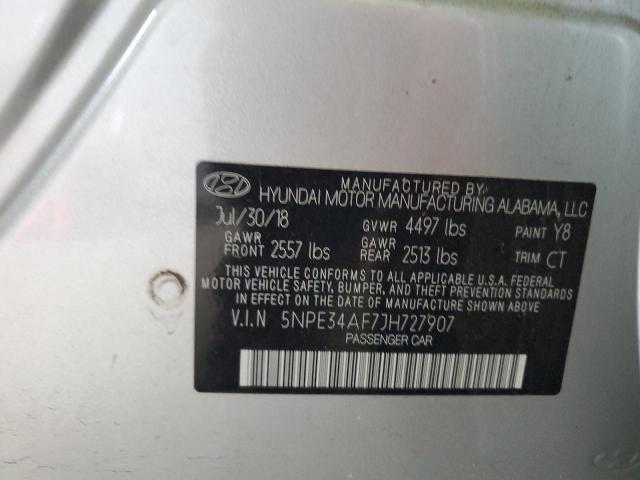 MANUFACTURED BY
HYUNDAI MOTOR MANUFACTURING ALABAMA, LLC
Jul/30/18 GVWR 4497 lbs PAINT Y8
GAWR FRONT 2557 lbs GAWR REAR 2513 lbs TRIM CT
THIS VEHICLE CONFORMS TO ALL APPLICABLE U.S.A. FEDERAL
MOTOR VEHICLE SAFETY, BUMPER, AND THEFT PREVENTION STANDARDS
IN EFFECT ON THE DATE OF MANUFACTURE SHOWN ABOVE
V.I.N 5NPE34AF7JH727907
PASSENGER CAR